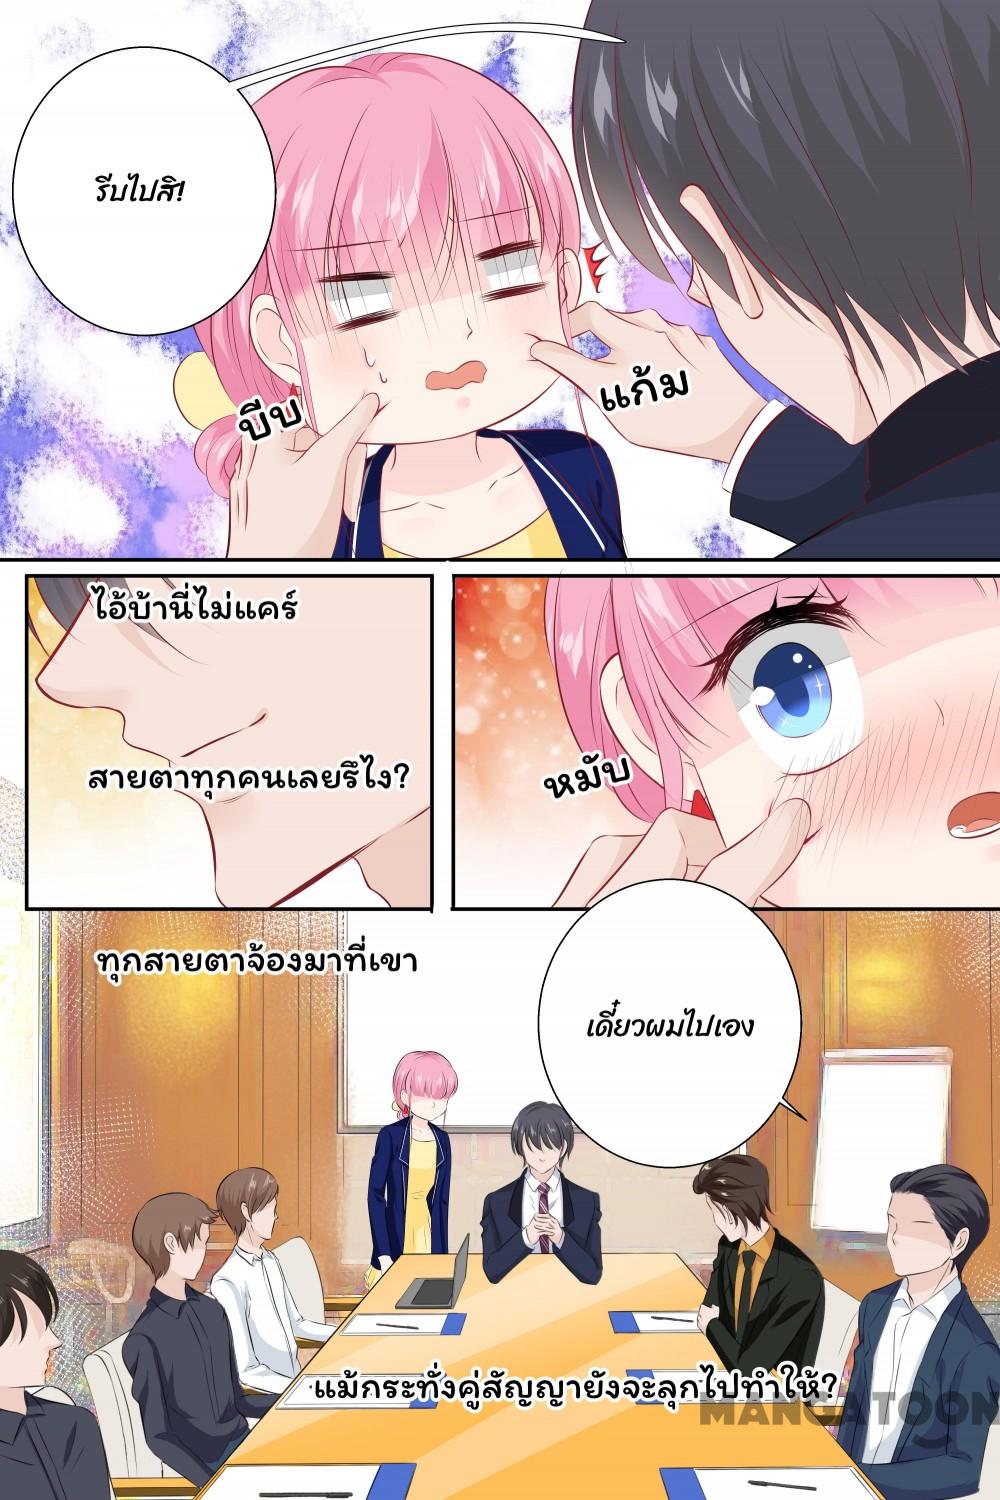 รีบไปสิ!
บีบ
แก้ม
ไอ้บ้านี่ไม่แคร์
สายตาทุกคนเลยรึไง?
หมับ
ทุกสายตาจ้องมาที่เขา
เดี๋ยวผมไปเอง
แม้กระทั่งคู่สัญญายังจะลุกไปทำให้?
MANGATOON